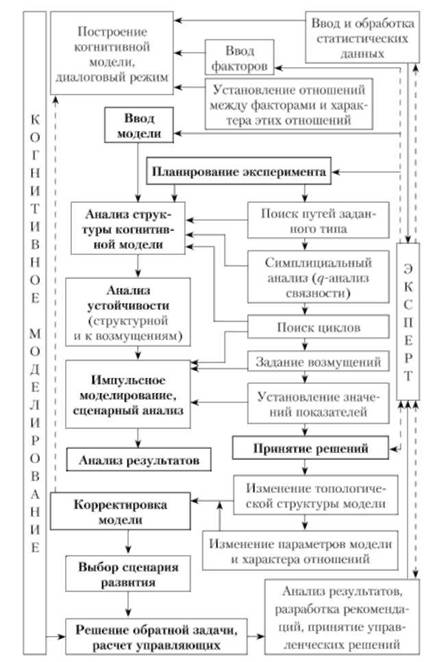 Построение
когнитивной
модели,
диалоговый режим
Ввод и обработка
статистических
данных
Ввод
факторов
Установление отношений
между факторами и харак-
тера этих отношений
Ввод
модели
Планирование эксперимента
Анализ струк-
туры когнитив-
ной модели
Поиск путей задан-
ного типа
Симплициальный
анализ (q-анализ
связности)
Анализ
устойчивости
(структурной
и к возмущениям)
Поиск циклов
Задание возмущений
Импульсное
моделирование,
сценарный анализ
Установление значе-
ний показателей
Анализ результатов
Принятие решений
Изменение топологиче-
ской структуры модели
Корректировка
модели
Изменение параметров модели
и характера отношений
Выбор сценария
развития
Решение обратной задачи,
расчет управляющих
Анализ результатов,
разработка рекоменда-
ций, принятие управ-
ленческих решений
КОГНИТИВНОЕ МОДЕЛИРОВАНИЕ
ЭКСПЕРТ